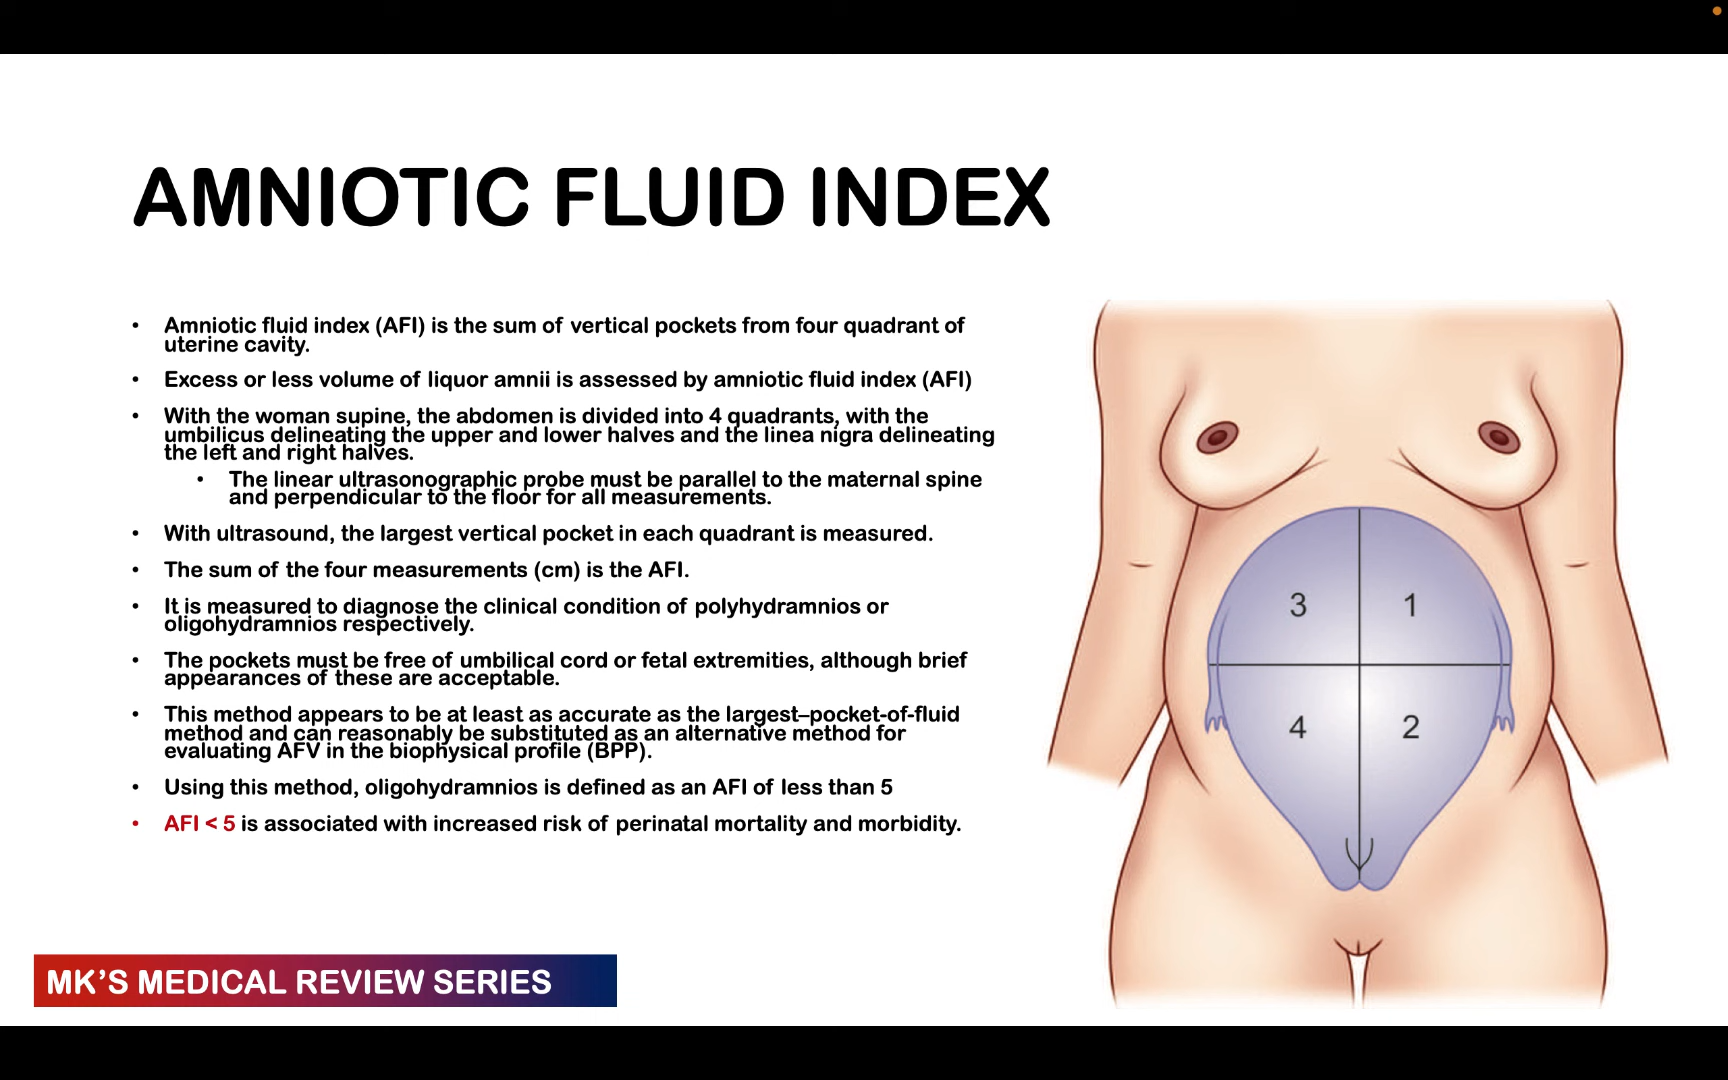 AMNIOTIC FLUID INDEX
• Amniotic fluid index (AFI) is the sum of vertical pockets from four quadrant of
uterine cavity.
• Excess or less volume of liquor amnii is assessed by amniotic fluid index (AFI)
• With the woman supine, the abdomen is divided into 4 quadrants, with the
umbilicus delineating the upper and lower halves and the linea nigra delineating
the left and right halves.
• The linear ultrasonographic probe must be parallel to the maternal spine
and perpendicular to the floor for all measurements.
• With ultrasound, the largest vertical pocket in each quadrant is measured.
• The sum of the four measurements (cm) is the AFI.
• It is measured to diagnose the clinical condition of polyhydramnios or
oligohydramnios respectively.
• The pockets must be free of umbilical cord or fetal extremities, although brief
appearances of these are acceptable.
• This method appears to be at least as accurate as the largest–pocket-of-fluid
method and can reasonably be substituted as an alternative method for
evaluating AFV in the biophysical profile (BPP).
• Using this method, oligohydramnios is defined as an AFI of less than 5
• AFI < 5 is associated with increased risk of perinatal mortality and morbidity.
3 1
4 2
MK'S MEDICAL REVIEW SERIES